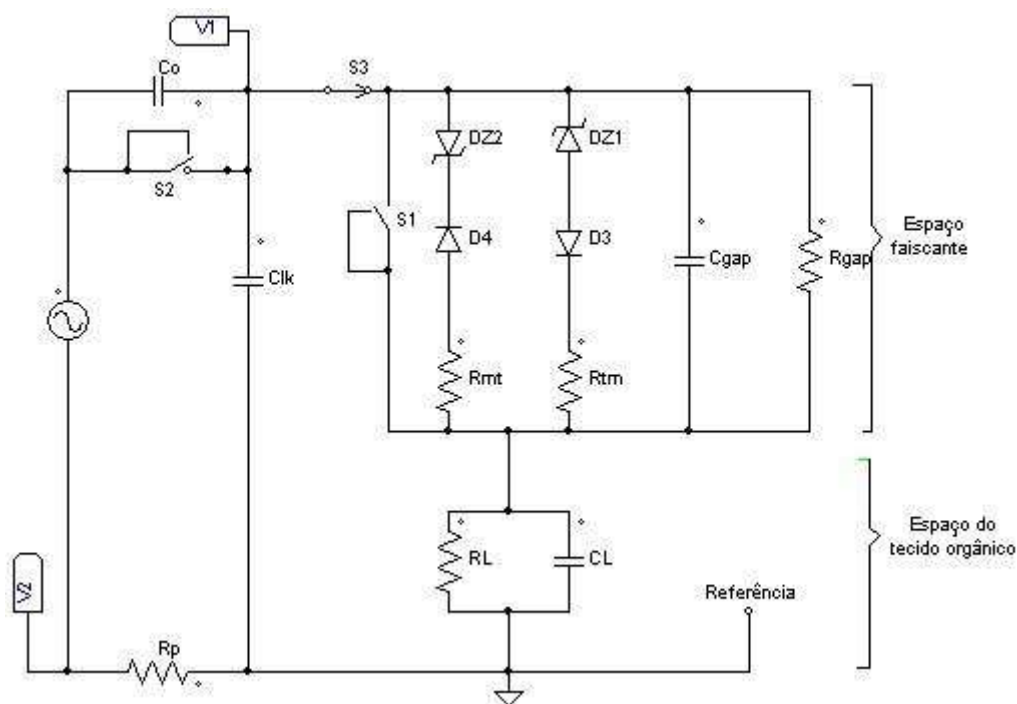 V1
Co
S3
DZ2
DZ1
S2
S1
D4
D3
Cgap
Rgap
Espaço
faiscante
Clk
Rmt
Rtm
RL
CL
Espaço do
tecido orgânico
V2
Referência
Rp